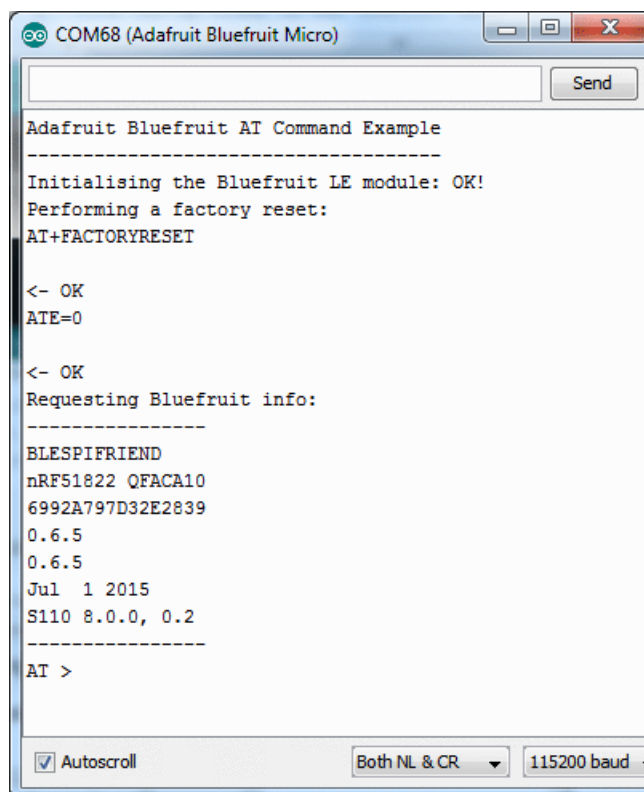 COM68 (Adafruit Bluefruit Micro)
Send
Adafruit Bluefruit AT Command Example
-------------------------------------
Initialising the Bluefruit LE module: OK!
Performing a factory reset:
AT+FACTORYRESET
<- OK
ATE=0
<- OK
Requesting Bluefruit info:
----------------
BLESPIFRIEND
nRF51822 QFACA10
6992A797D32E2839
0.6.5
0.6.5
Jul  1 2015
S110 8.0.0, 0.2
----------------
AT >
Autoscroll Both NL & CR 115200 baud